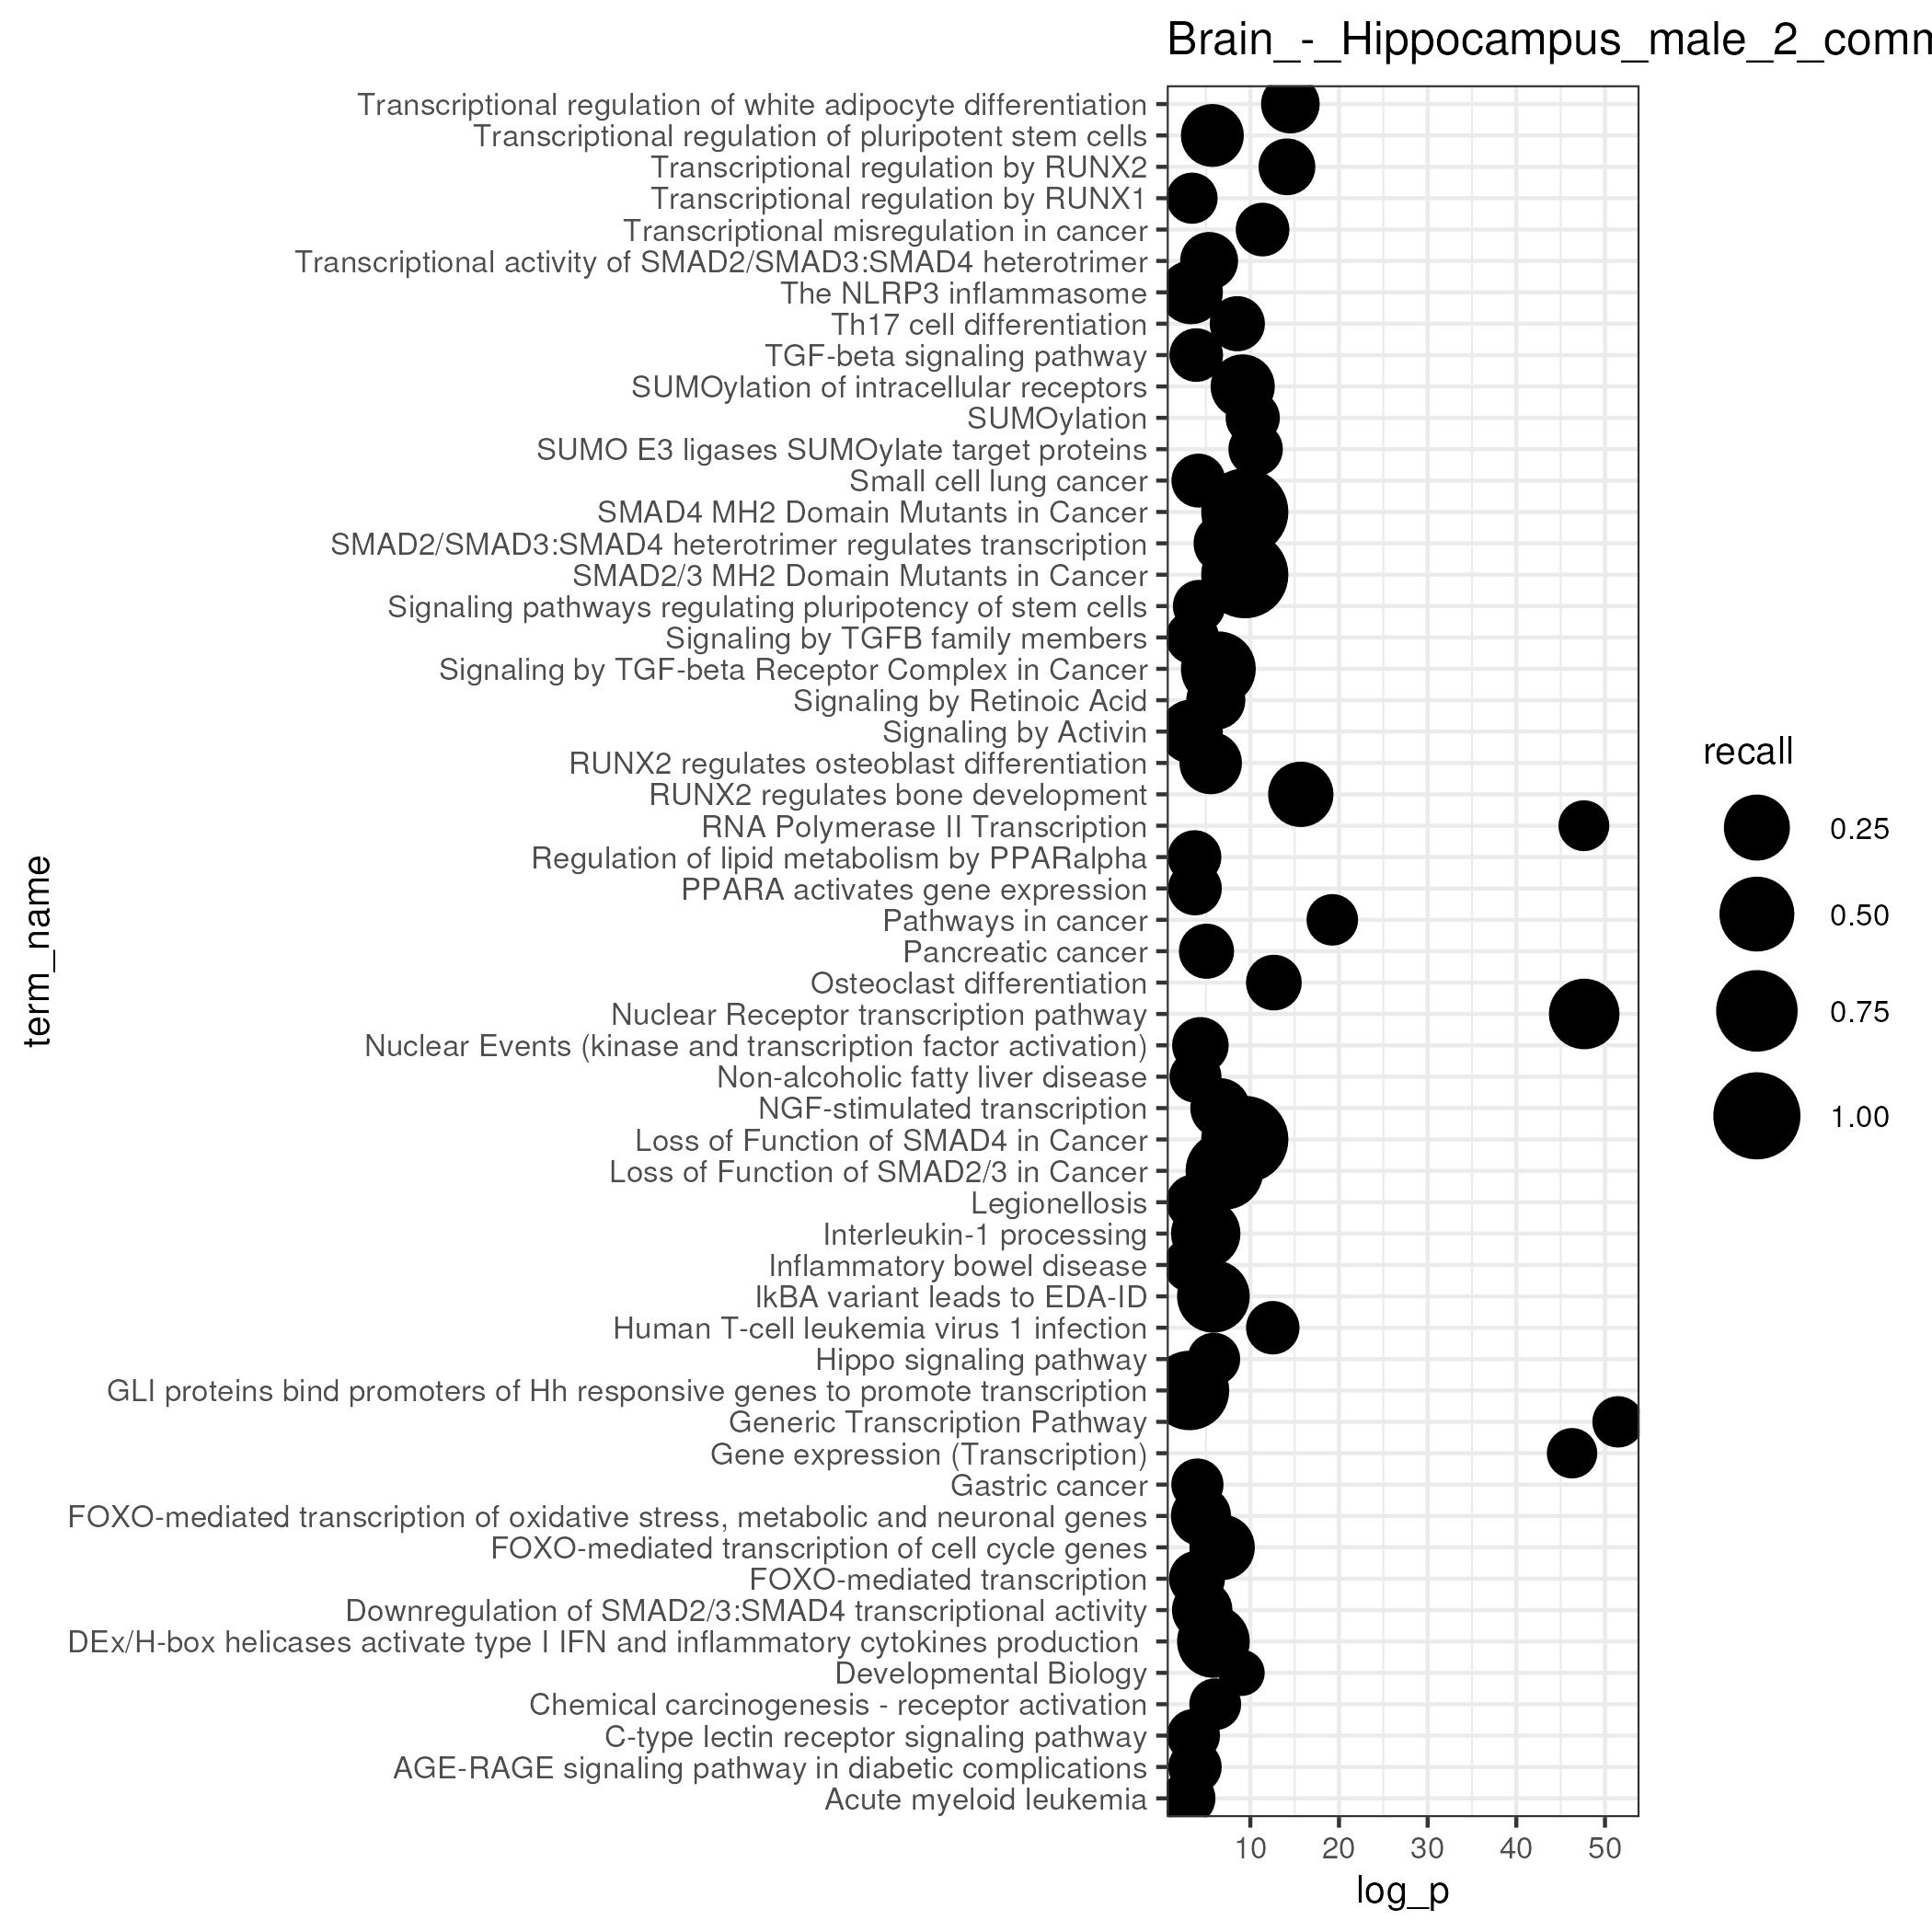 Brain_-_Hippocampus_male_2_comm
Transcriptional regulation of white adipocyte differentiation
Transcriptional regulation of pluripotent stem cells
Transcriptional regulation by RUNX2
Transcriptional regulation by RUNX1
Transcriptional misregulation in cancer
Transcriptional activity of SMAD2/SMAD3:SMAD4 heterotrimer
The NLRP3 inflammasome
Th17 cell differentiation
TGF-beta signaling pathway
SUMOylation of intracellular receptors
SUMOylation
SUMO E3 ligases SUMOylate target proteins
Small cell lung cancer
SMAD4 MH2 Domain Mutants in Cancer
SMAD2/SMAD3:SMAD4 heterotrimer regulates transcription
SMAD2/3 MH2 Domain Mutants in Cancer
Signaling pathways regulating pluripotency of stem cells
Signaling by TGFB family members
Signaling by TGF-beta Receptor Complex in Cancer
Signaling by Retinoic Acid
Signaling by Activin
RUNX2 regulates osteoblast differentiation
RUNX2 regulates bone development
RNA Polymerase II Transcription
Regulation of lipid metabolism by PPARalpha
PPARA activates gene expression
Pathways in cancer
Pancreatic cancer
Osteoclast differentiation
Nuclear Receptor transcription pathway
Nuclear Events (kinase and transcription factor activation)
Non-alcoholic fatty liver disease
NGF-stimulated transcription
Loss of Function of SMAD4 in Cancer
Loss of Function of SMAD2/3 in Cancer
Legionellosis
Interleukin-1 processing
Inflammatory bowel disease
IkBA variant leads to EDA-ID
Human T-cell leukemia virus 1 infection
Hippo signaling pathway
GLI proteins bind promoters of Hh responsive genes to promote transcription
Generic Transcription Pathway
Gene expression (Transcription)
Gastric cancer
FOXO-mediated transcription of oxidative stress, metabolic and neuronal genes
FOXO-mediated transcription of cell cycle genes
FOXO-mediated transcription
Downregulation of SMAD2/3:SMAD4 transcriptional activity
DEx/H-box helicases activate type I IFN and inflammatory cytokines production
Developmental Biology
Chemical carcinogenesis - receptor activation
C-type lectin receptor signaling pathway
AGE-RAGE signaling pathway in diabetic complications
Acute myeloid leukemia
term_name
10 20 30 40 50
log_p
recall
0.25
0.50
0.75
1.00